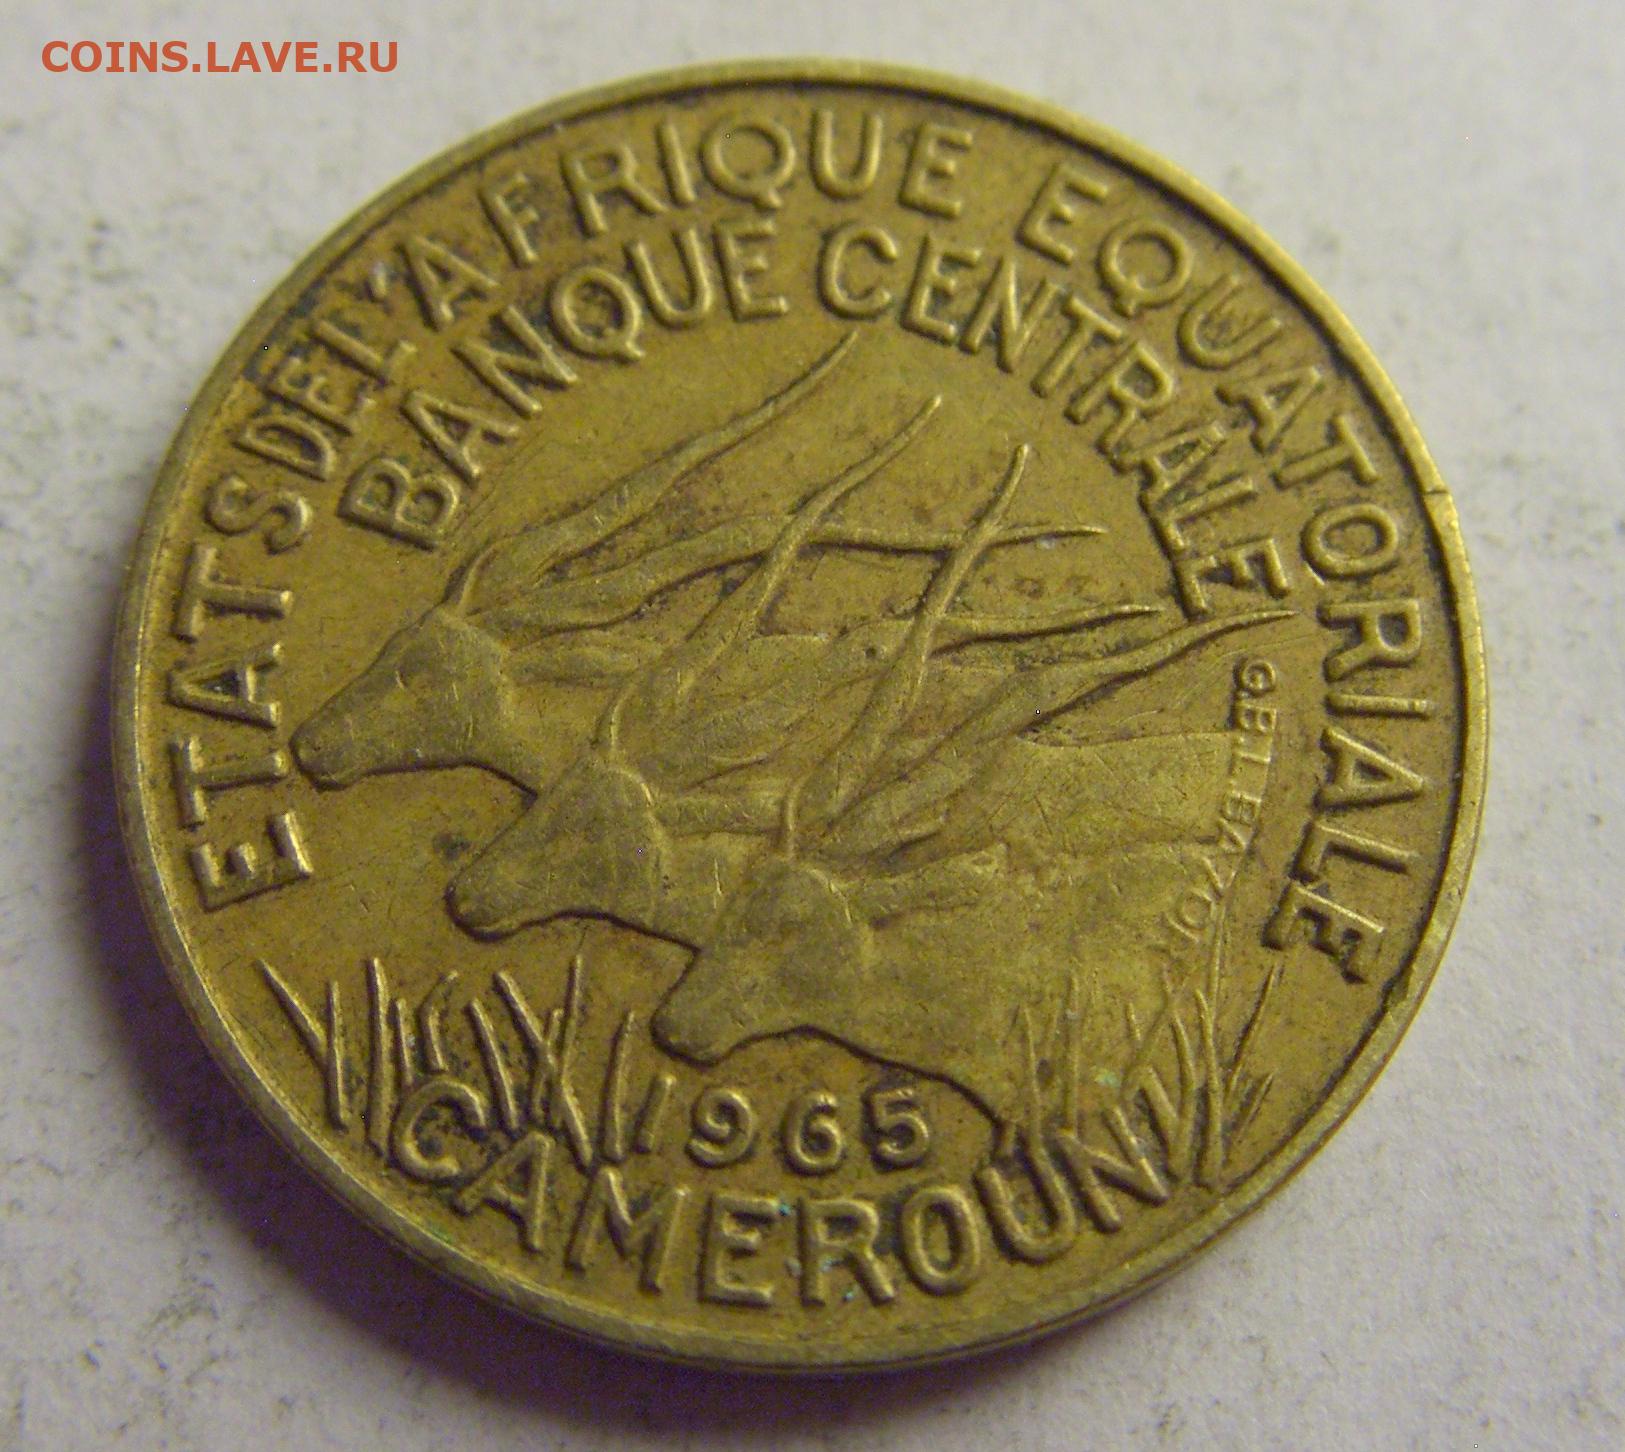 COINS.LAVE.RU
ETATS DE L'AFRIQUE EQUATORIALE
BANQUE CENTRALE
G.B.L. BAZOR
1965
CAMEROUN